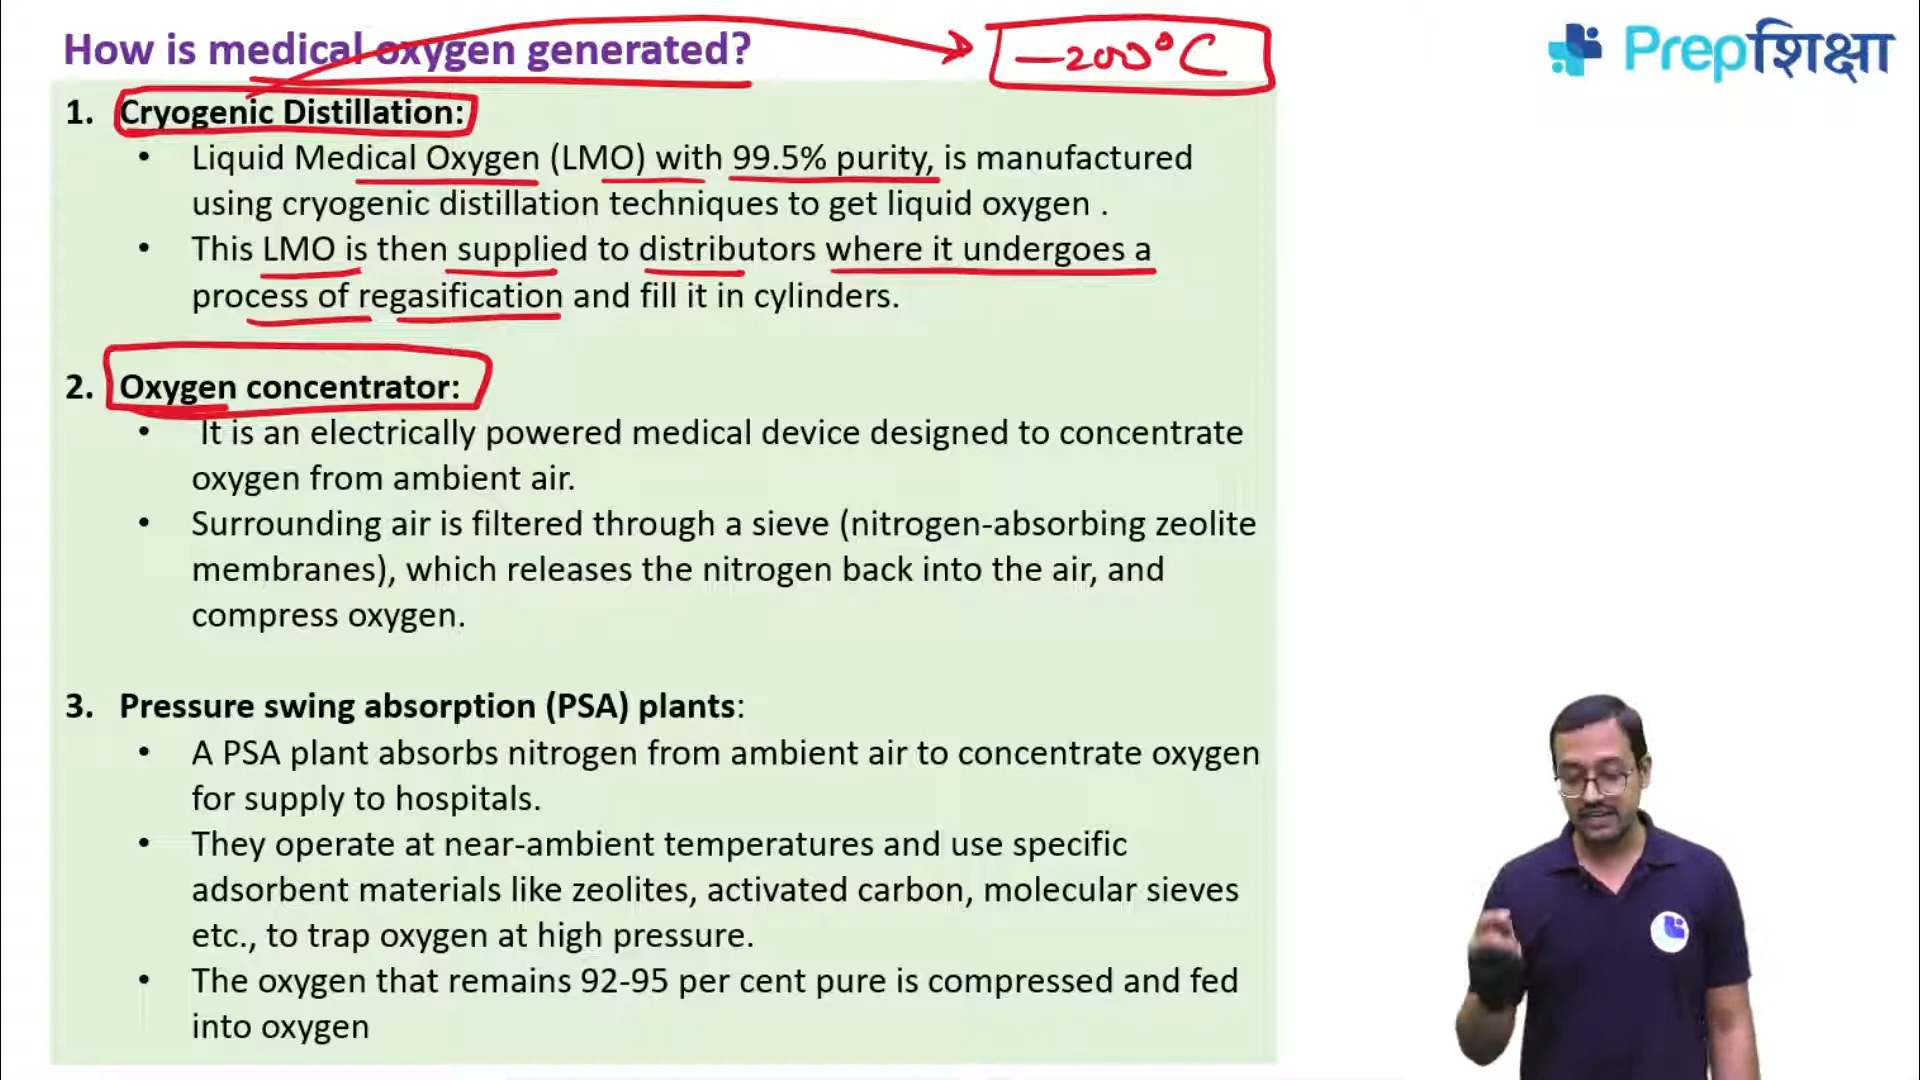 How is medical oxygen generated?
−200°C
Prepशिक्षा
1. Cryogenic Distillation:
• Liquid Medical Oxygen (LMO) with 99.5% purity, is manufactured
using cryogenic distillation techniques to get liquid oxygen .
• This LMO is then supplied to distributors where it undergoes a
process of regasification and fill it in cylinders.
2. Oxygen concentrator:
• It is an electrically powered medical device designed to concentrate
oxygen from ambient air.
• Surrounding air is filtered through a sieve (nitrogen-absorbing zeolite
membranes), which releases the nitrogen back into the air, and
compress oxygen.
3. Pressure swing absorption (PSA) plants:
• A PSA plant absorbs nitrogen from ambient air to concentrate oxygen
for supply to hospitals.
• They operate at near-ambient temperatures and use specific
adsorbent materials like zeolites, activated carbon, molecular sieves
etc., to trap oxygen at high pressure.
• The oxygen that remains 92-95 per cent pure is compressed and fed
into oxygen